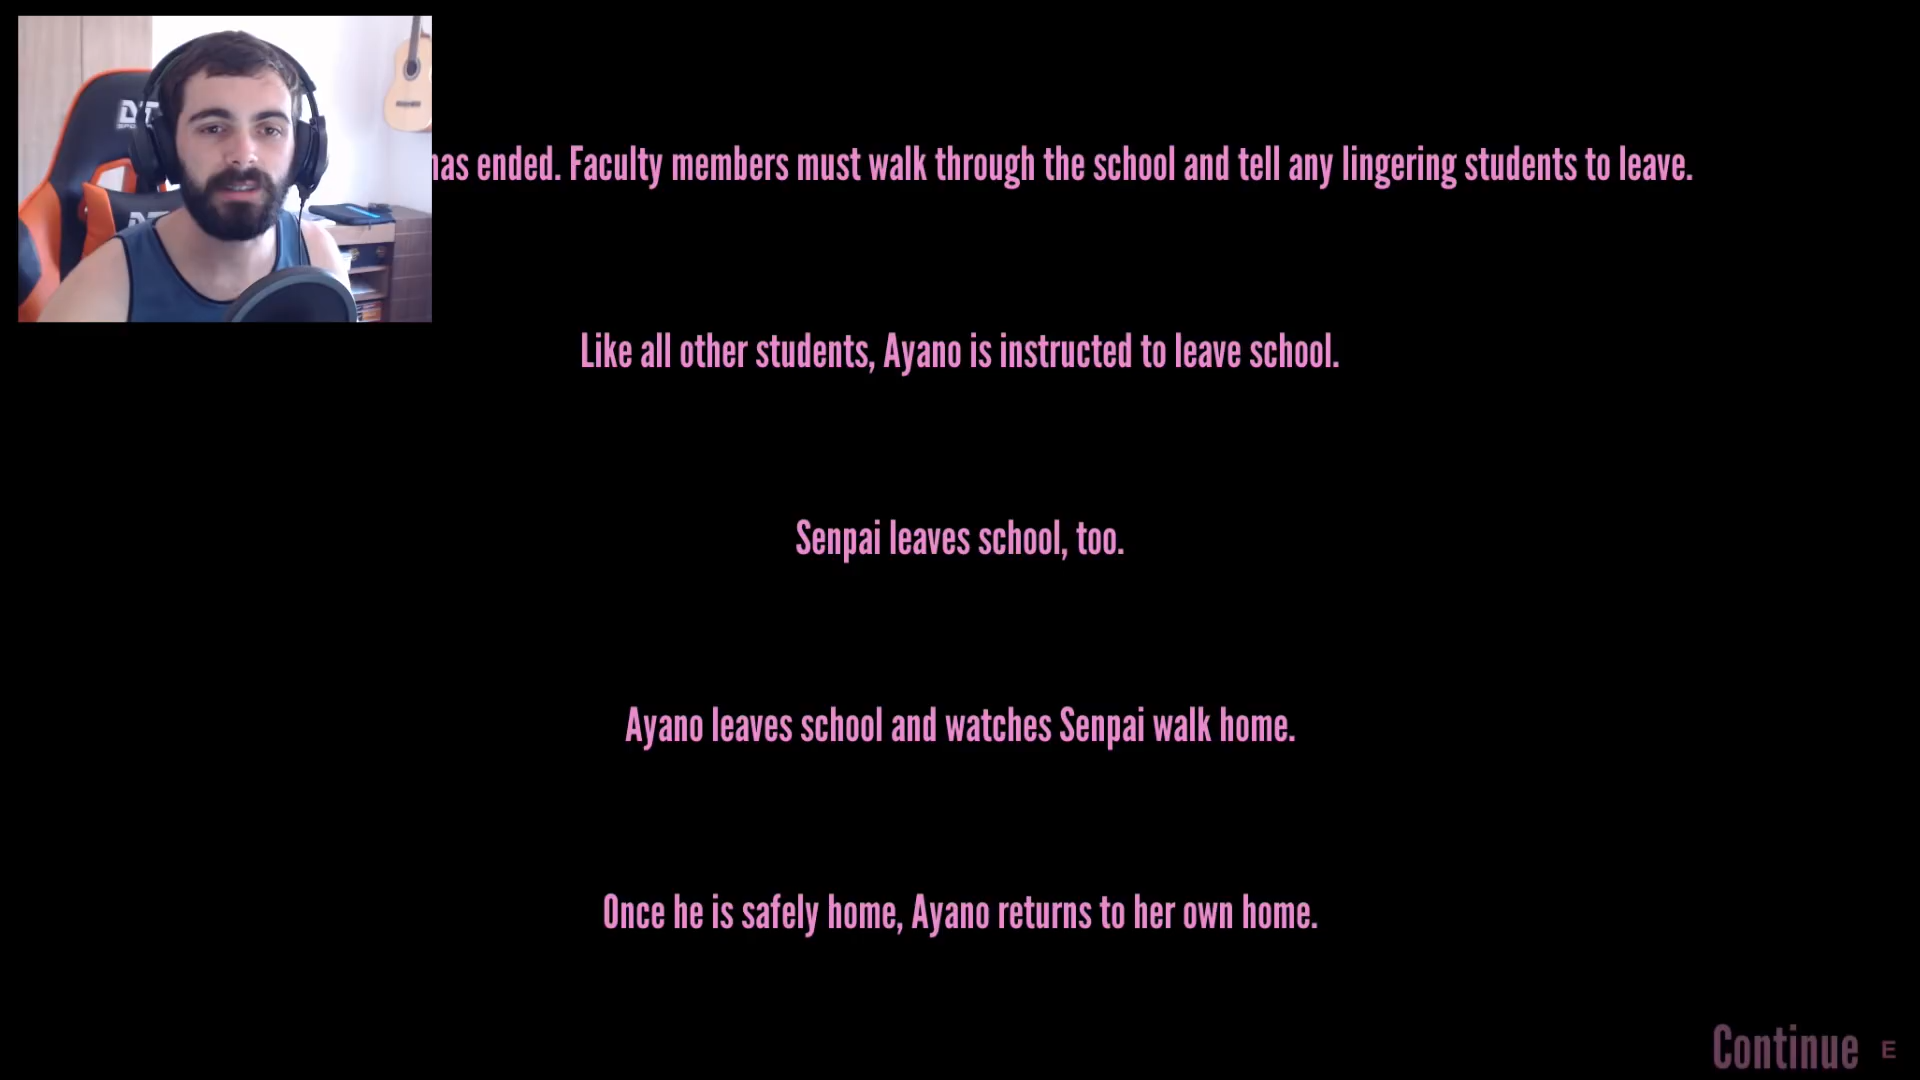 has ended. Faculty members must walk through the school and tell any lingering students to leave.
Like all other students, Ayano is instructed to leave school.
Senpai leaves school, too.
Ayano leaves school and watches Senpai walk home.
Once he is safely home, Ayano returns to her own home.
Continue E